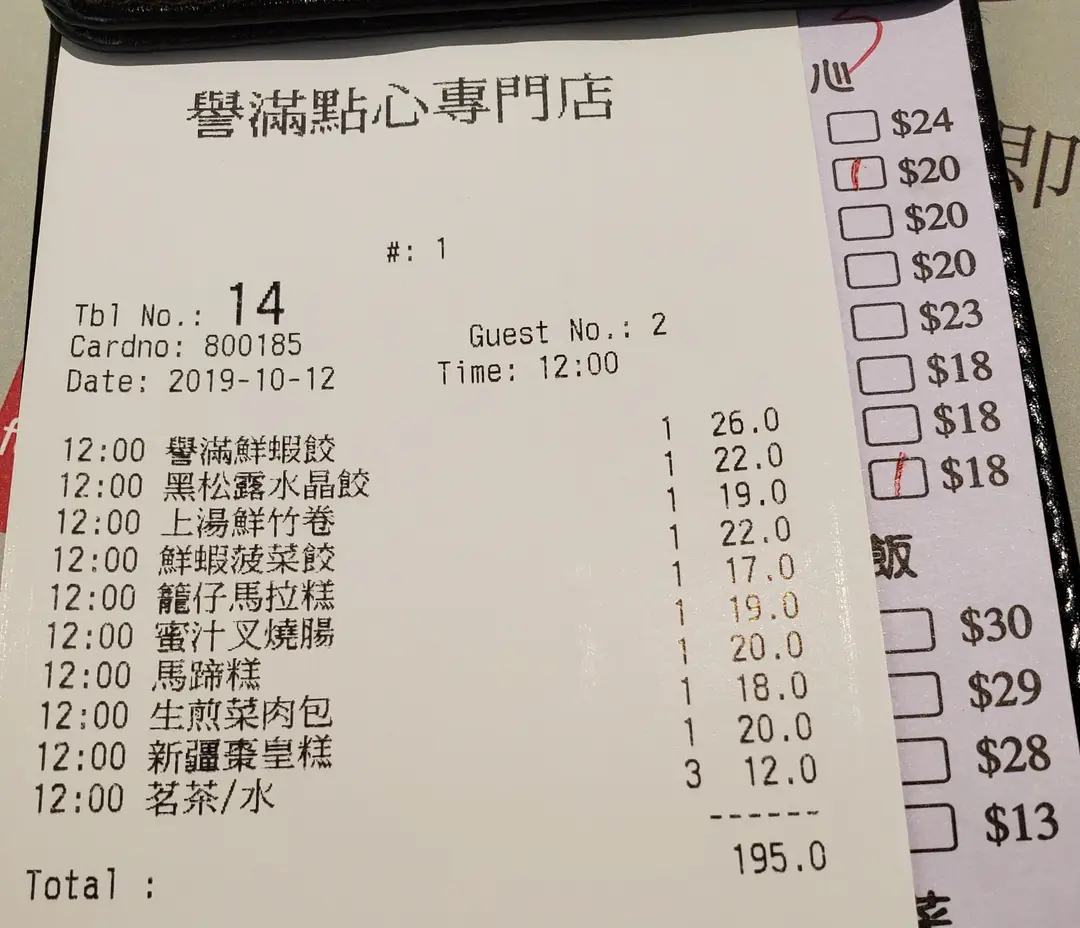 譽滿點心專門店
#: 1
Tbl No.: 14
Guest No.: 2
Cardno: 800185
Date: 2019-10-12
Time: 12:00
12:00 譽滿鮮蝦餃 1 26.0
12:00 黑松露水晶餃 1 22.0
12:00 上湯鮮竹卷 1 19.0
12:00 鮮蝦菠菜餃 1 22.0
12:00 籠仔馬拉糕 1 17.0
12:00 蜜汁叉燒腸 1 19.0
12:00 馬蹄糕 1 20.0
12:00 生煎菜肉包 1 18.0
12:00 新疆棗皇糕 1 20.0
12:00 茗茶/水 3 12.0
------
Total : 195.0
心
$24
$20
$20
$20
$23
$18
$18
$18
飯
$30
$29
$28
$13
菜
即